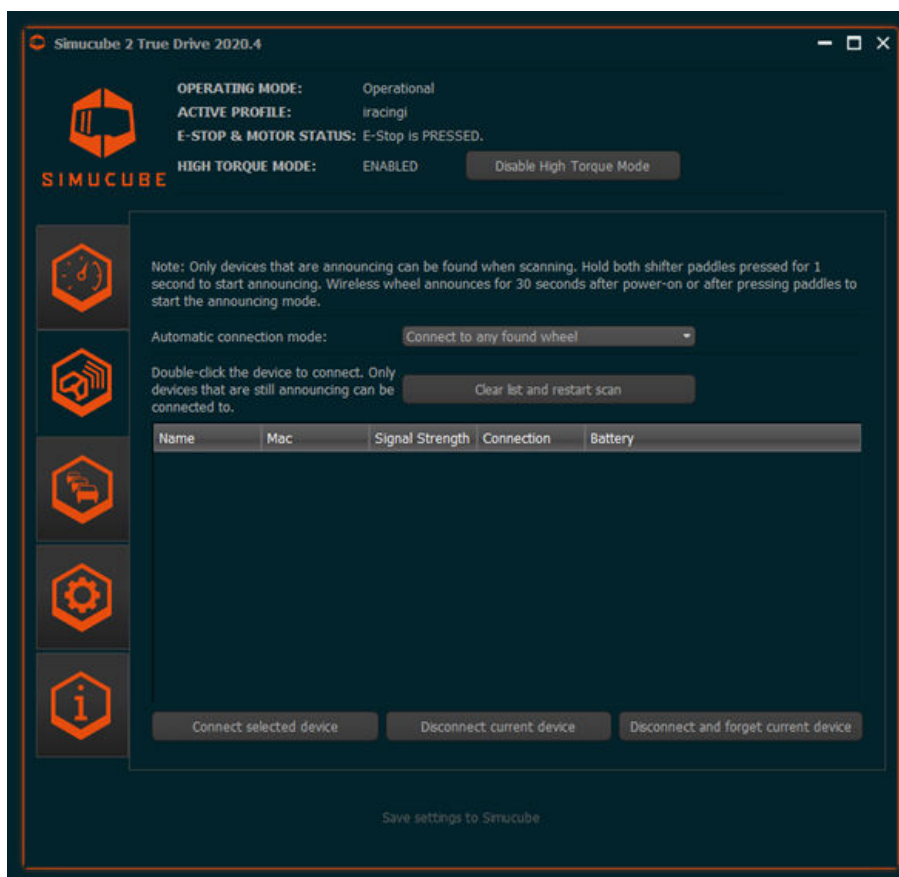 Simucube 2 True Drive 2020.4
OPERATING MODE: Operational
ACTIVE PROFILE: iracingi
E-STOP & MOTOR STATUS: E-Stop is PRESSED.
HIGH TORQUE MODE: ENABLED Disable High Torque Mode
SIMUCUBE
Note: Only devices that are announcing can be found when scanning. Hold both shifter paddles pressed for 1
second to start announcing. Wireless wheel announces for 30 seconds after power-on or after pressing paddles to
start the announcing mode.
Automatic connection mode: Connect to any found wheel
Double-click the device to connect. Only
devices that are still announcing can be
connected to.
Clear list and restart scan
Name Mac Signal Strength Connection Battery
Connect selected device Disconnect current device Disconnect and forget current device
Save settings to Simucube